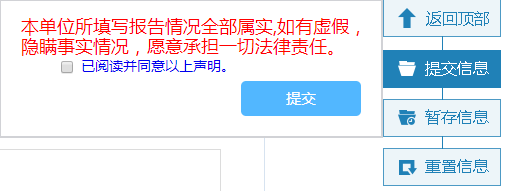 本单位所填写报告情况全部属实,如有虚假，
隐瞒事实情况，愿意承担一切法律责任。
已阅读并同意以上声明。
提交
返回顶部
提交信息
暂存信息
重置信息